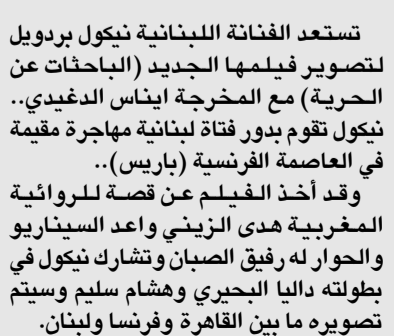 تستعد الفنانة اللبنانية نيكول بردويل
لتصوير فيلمها الجديد (الباحثات عن
الحرية) مع المخرجة ايناس الدغيدي..
نيكول تقوم بدور فتاة لبنانية مهاجرة مقيمة
في العاصمة الفرنسية (باريس)..
وقد أخذ الفيلم عن قصة للروائية
المغربية هدى الزيني واعد السيناريو
والحوار له رفيق الصبان وتشارك نيكول في
بطولته داليا البحيري وهشام سليم وسيتم
تصويره ما بين القاهرة وفرنسا ولبنان.